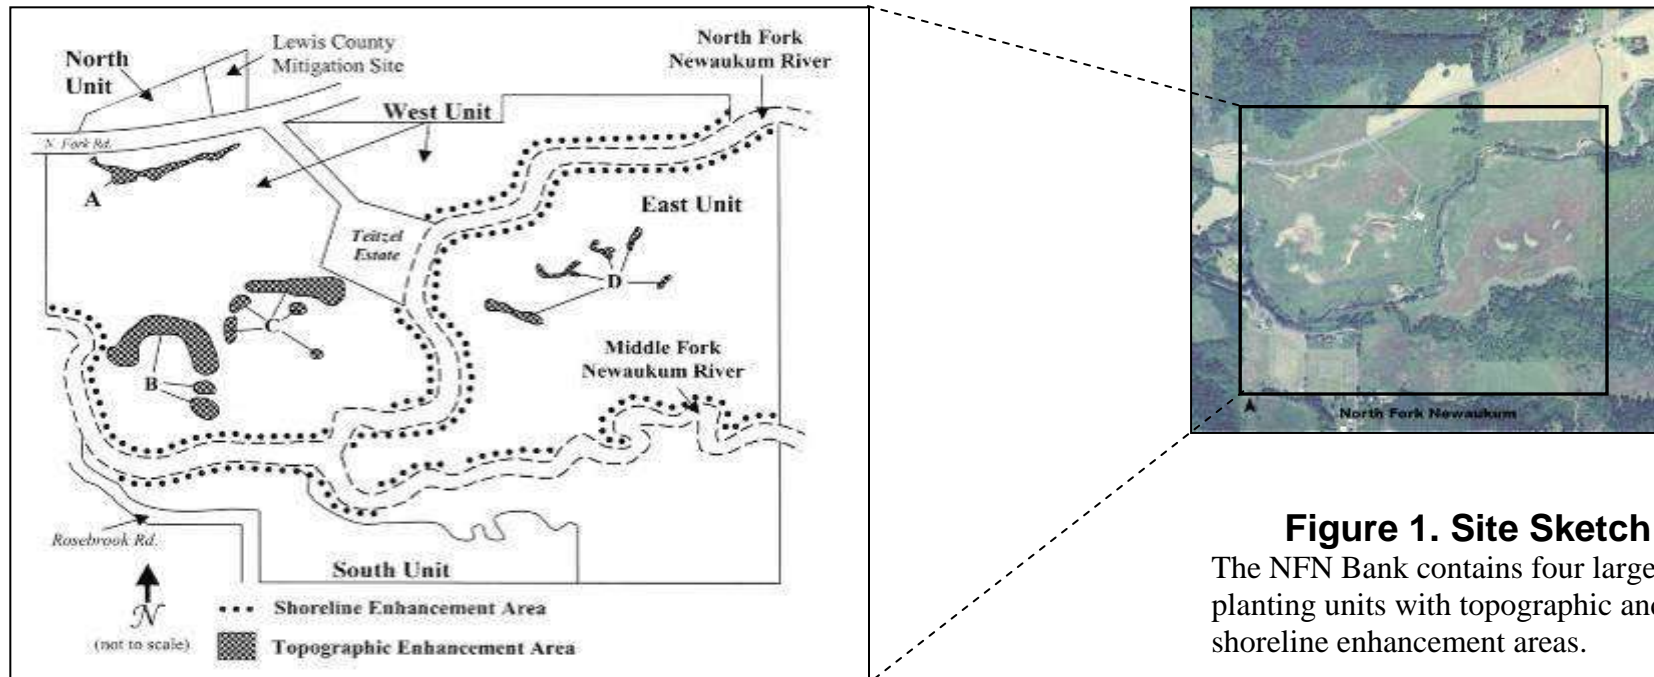 North
Unit
Lewis County
Mitigation Site
North Fork
Newaukum River
West Unit
N. Fork Rd.
A
East Unit
Teitzel
Estate
D
C
B
Middle Fork
Newaukum River
Rosebrook Rd.
South Unit
N
(not to scale)
Shoreline Enhancement Area
Topographic Enhancement Area
North Fork Newaukum
Figure 1. Site Sketch
The NFN Bank contains four large
planting units with topographic and
shoreline enhancement areas.